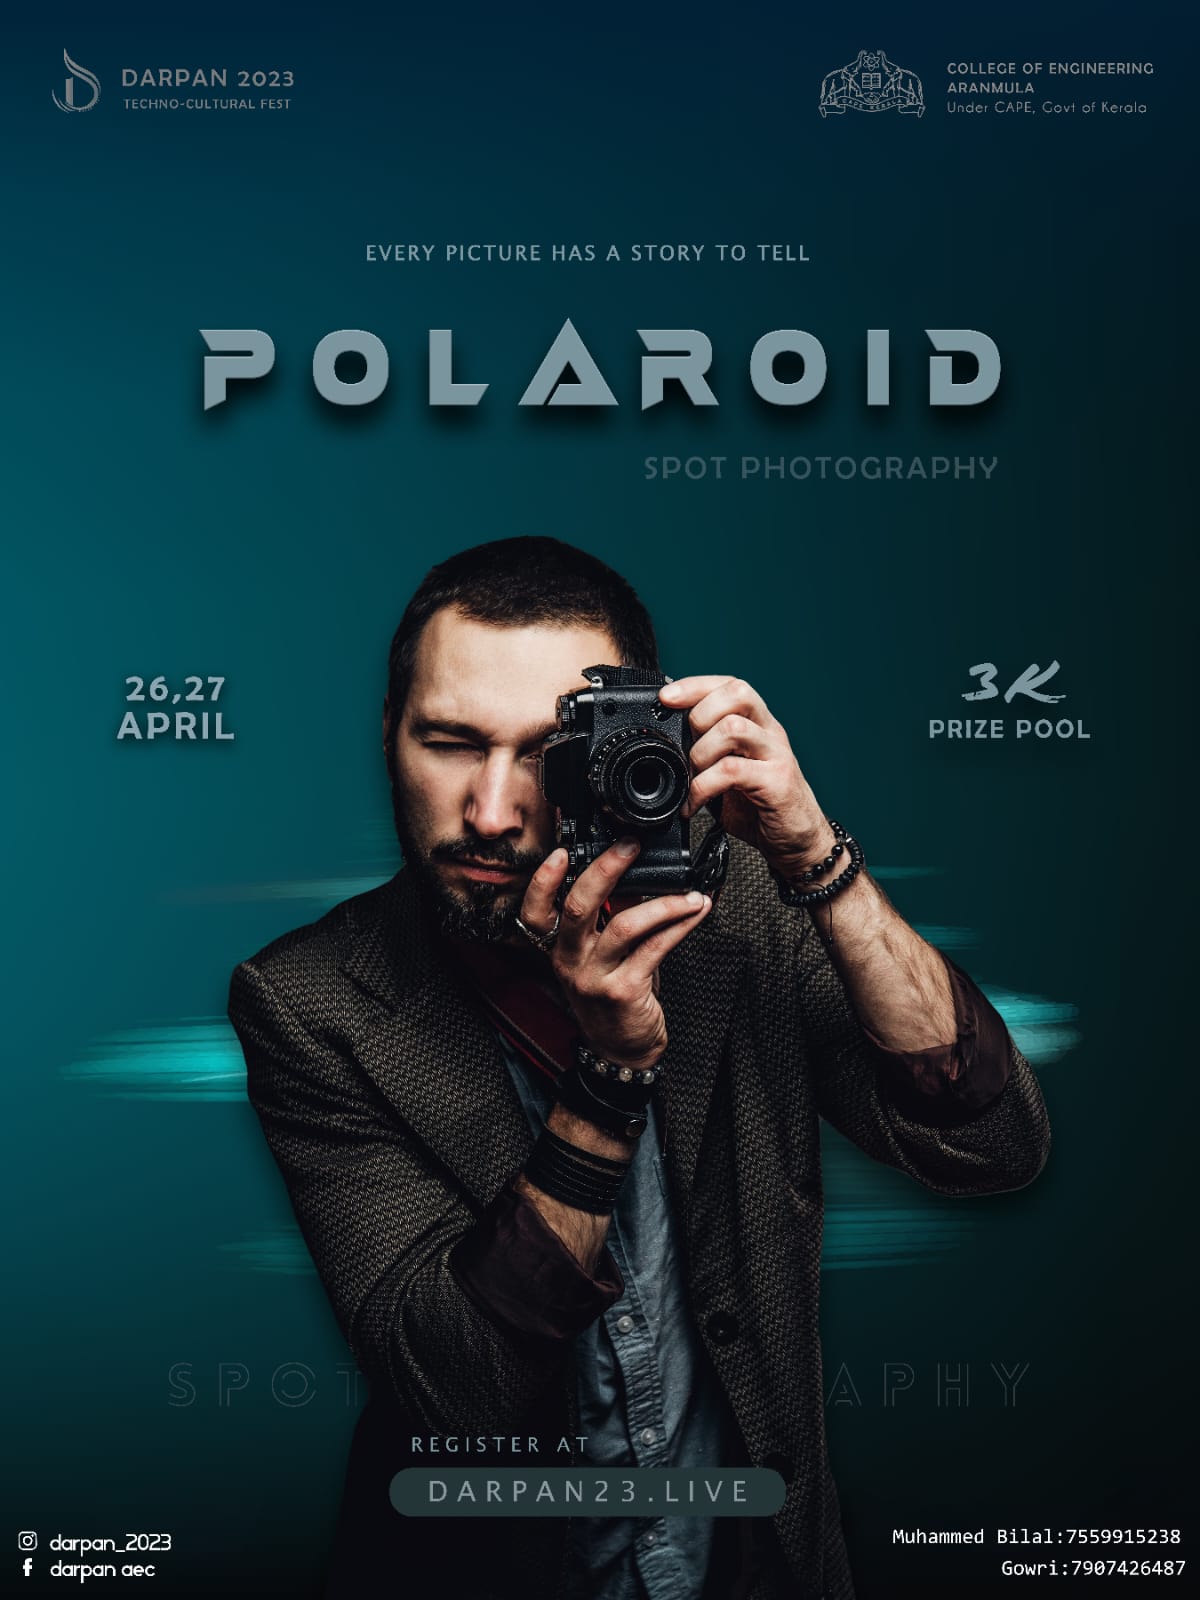 DARPAN 2023
TECHNO-CULTURAL FEST
COLLEGE OF ENGINEERING
ARANMULA
Under CAPE, Govt of Kerala
EVERY PICTURE HAS A STORY TO TELL
POLAROID
SPOT PHOTOGRAPHY
26,27
APRIL
3K
PRIZE POOL
SPOT APHY
REGISTER AT
DARPAN23.LIVE
darpan_2023
darpan aec
Muhammed Bilal:7559915238
Gowri:7907426487